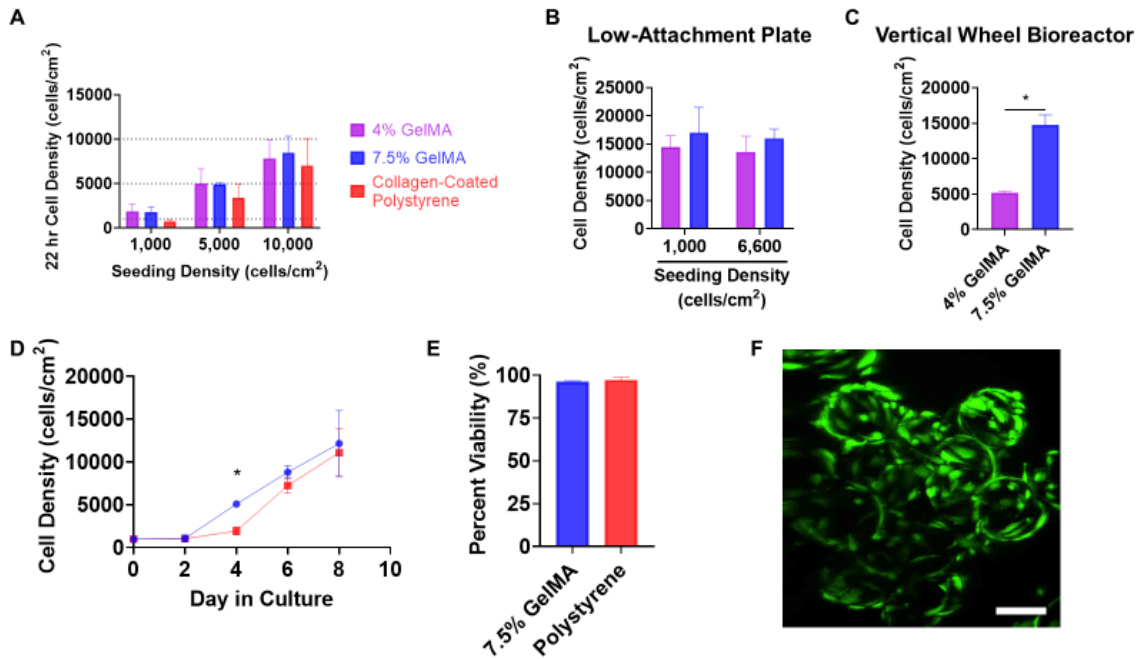 A
22 hr Cell Density (cells/cm²)
15000
10000
5000
0
1,000
5,000
10,000
Seeding Density (cells/cm²)
4% GelMA
7.5% GelMA
Collagen-Coated
Polystyrene
B
Low-Attachment Plate
Cell Density (cells/cm²)
25000
20000
15000
10000
5000
0
1,000
6,600
Seeding Density
(cells/cm²)
C
Vertical Wheel Bioreactor
Cell Density (cells/cm²)
20000
15000
10000
5000
0
*
4% GelMA
7.5% GelMA
D
Cell Density (cells/cm²)
20000
15000
10000
5000
0
*
0
2
4
6
8
10
Day in Culture
E
Percent Viability (%)
100
75
50
25
0
7.5% GelMA
Polystyrene
F